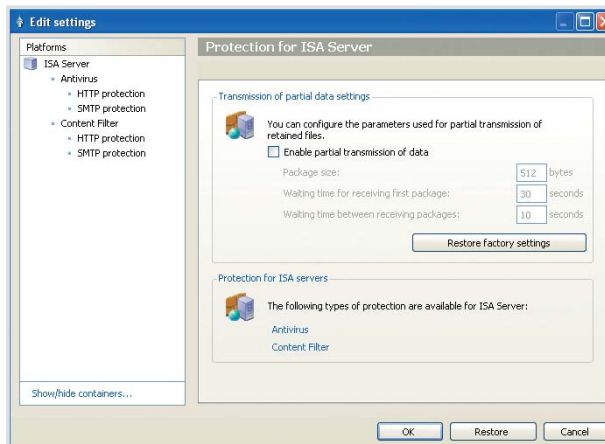 Edit settings
Platforms
ISA Server
Antivirus
HTTP protection
SMTP protection
Content Filter
HTTP protection
SMTP protection
Show/hide containers...
Protection for ISA Server
Transmission of partial data settings
You can configure the parameters used for partial transmission of
retained files.
Enable partial transmission of data
Package size: 512 bytes
Waiting time for receiving first package: 30 seconds
Waiting time between receiving packages: 10 seconds
Restore factory settings
Protection for ISA servers
The following types of protection are available for ISA Server:
Antivirus
Content Filter
OK Restore Cancel